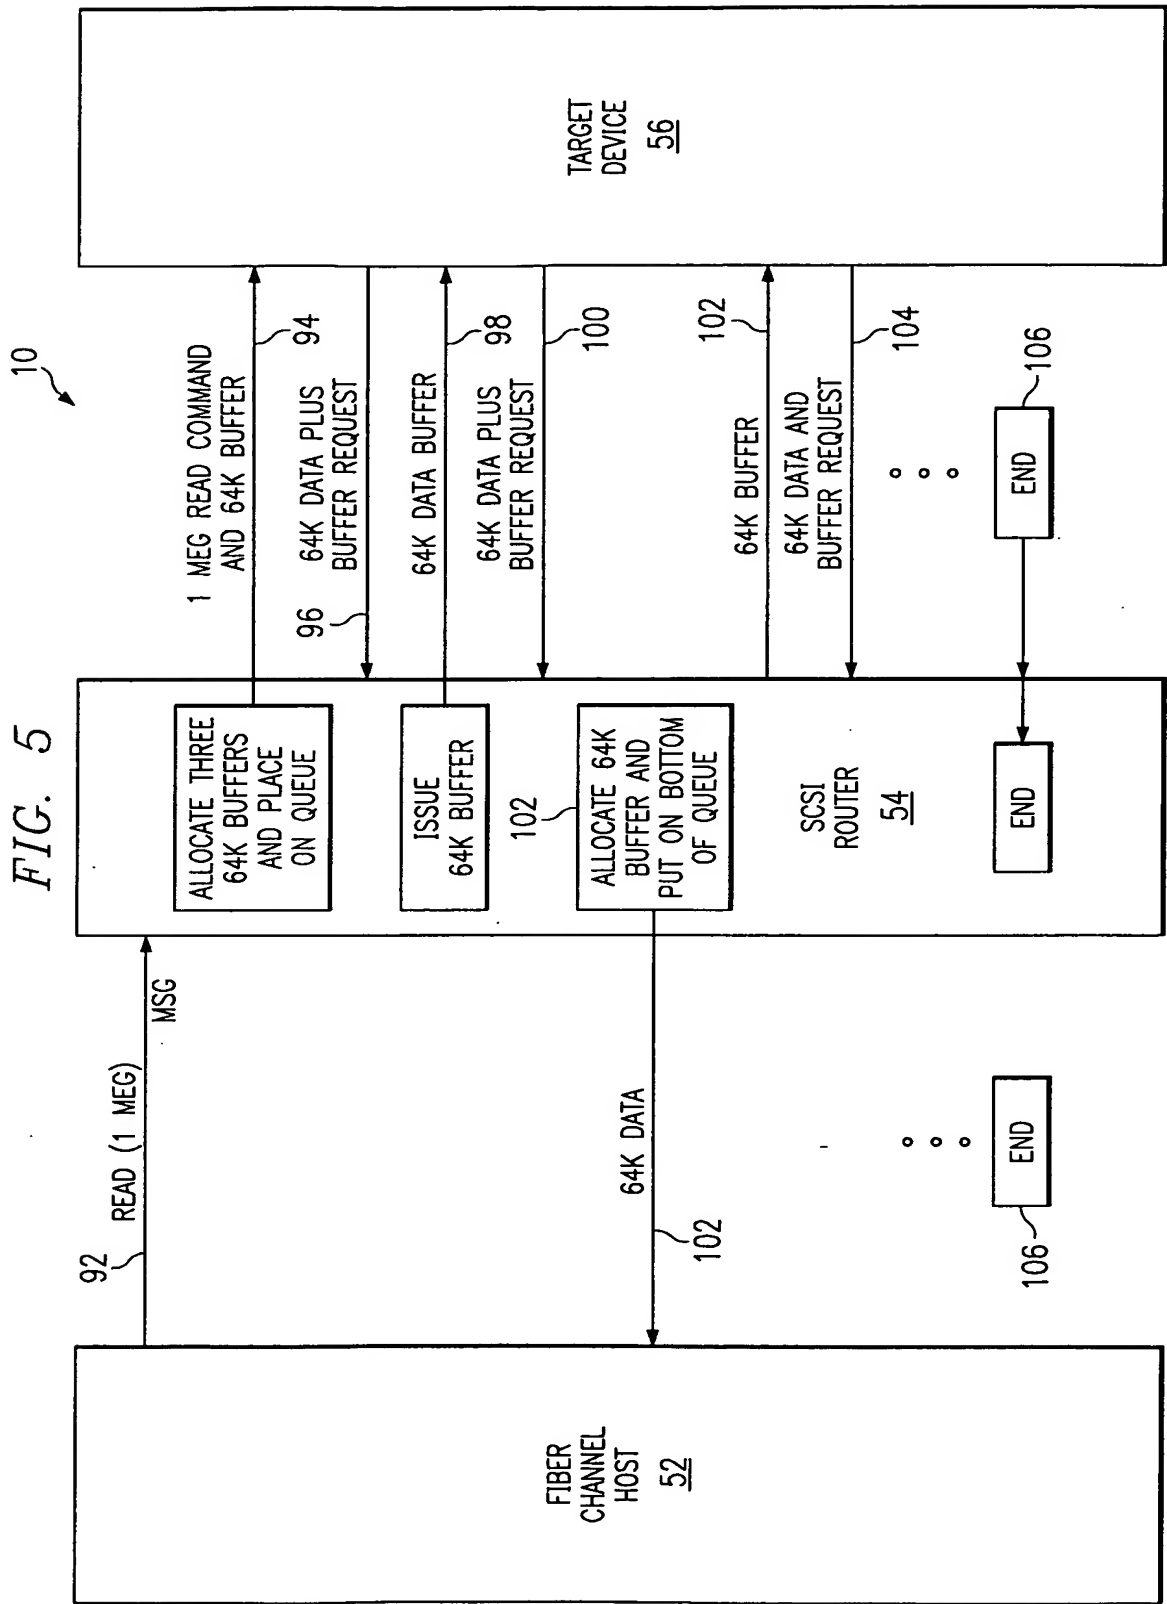 FIG. 5
10
FIBER
CHANNEL
HOST
52
92
READ (1 MEG)
MSG
64K DATA
102
END
106
ALLOCATE THREE
64K BUFFERS
AND PLACE
ON QUEUE
ISSUE
64K BUFFER
102
ALLOCATE 64K
BUFFER AND
PUT ON BOTTOM
OF QUEUE
SCSI
ROUTER
54
END
1 MEG READ COMMAND
AND 64K BUFFER
94
96
64K DATA PLUS
BUFFER REQUEST
64K DATA BUFFER
98
64K DATA PLUS
BUFFER REQUEST
100
64K BUFFER
102
64K DATA AND
BUFFER REQUEST
104
END
106
TARGET
DEVICE
56